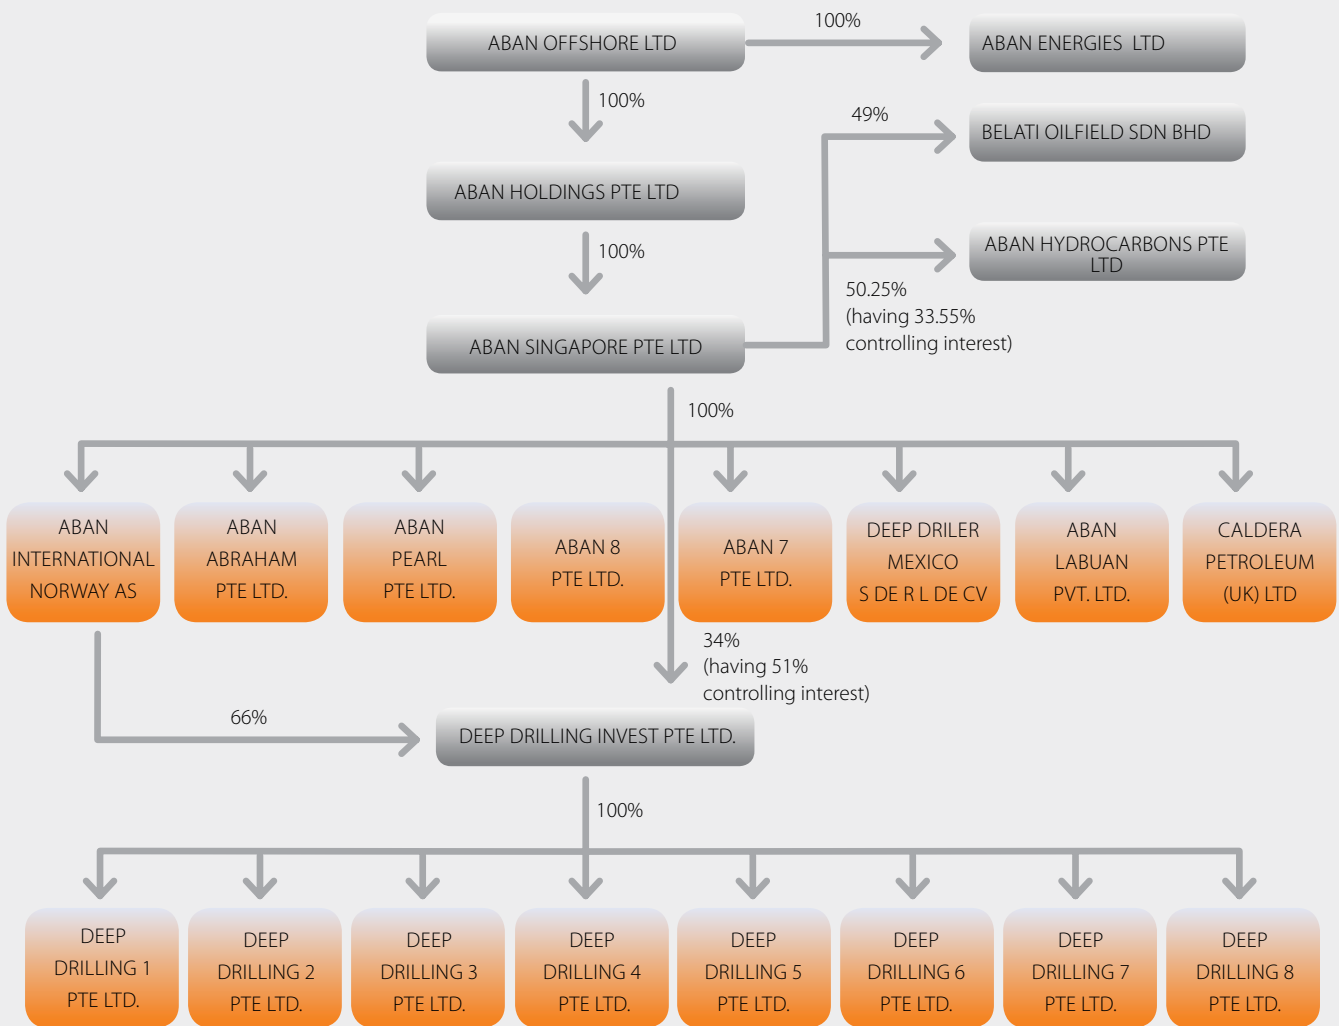 ABAN OFFSHORE LTD
100%
ABAN ENERGIES LTD
100%
49%
BELATI OILFIELD SDN BHD
ABAN HOLDINGS PTE LTD
100%
ABAN HYDROCARBONS PTE
LTD
50.25%
(having 33.55%
controlling interest)
ABAN SINGAPORE PTE LTD
100%
ABAN
INTERNATIONAL
NORWAY AS
ABAN
ABRAHAM
PTE LTD.
ABAN
PEARL
PTE LTD.
ABAN 8
PTE LTD.
ABAN 7
PTE LTD.
DEEP DRILER
MEXICO
S DE R L DE CV
ABAN
LABUAN
PVT. LTD.
CALDERA
PETROLEUM
(UK) LTD
34%
(having 51%
controlling interest)
66%
DEEP DRILLING INVEST PTE LTD.
100%
DEEP
DRILLING 1
PTE LTD.
DEEP
DRILLING 2
PTE LTD.
DEEP
DRILLING 3
PTE LTD.
DEEP
DRILLING 4
PTE LTD.
DEEP
DRILLING 5
PTE LTD.
DEEP
DRILLING 6
PTE LTD.
DEEP
DRILLING 7
PTE LTD.
DEEP
DRILLING 8
PTE LTD.